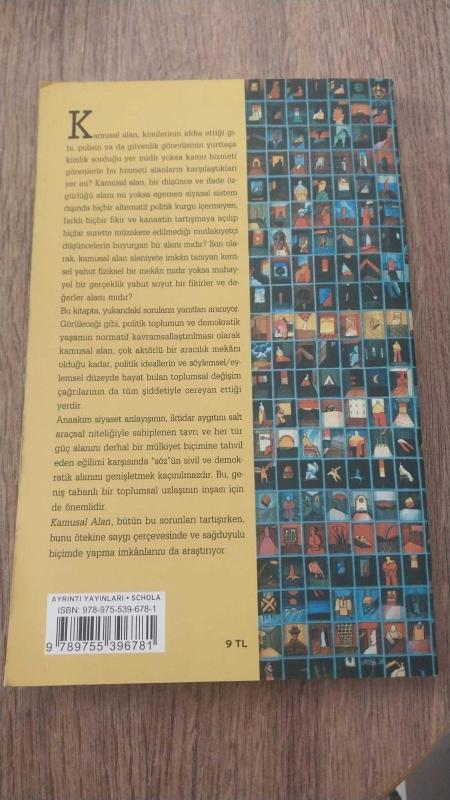 Kamusal alan, kimilerinin iddia ettiği gi-
bi, polisin ya da güvenlik görevlisinin yurttaşa
kimlik sorduğu yer midir yoksa kamu hizmeti
görenlerle bu hizmeti alanların karşılaştıkları
yer mi? Kamusal alan, bir düşünce ve ifade öz-
gürlüğü alanı mı yoksa egemen siyasal sistem
dışında hiçbir alternatif politik kurgu içermeyen,
farklı hiçbir fikir ve kanaatin tartışmaya açılıp
hiçbir surette müzakere edilmediği mutlakiyetçi
düşüncelerin buyurgan bir alanı mıdır? Son ola-
rak, kamusal alan aleniyete imkân tanıyan kent-
sel yahut fiziksel bir mekân mıdır yoksa muhay-
yel bir gerçeklik yahut soyut bir fikirler ve de-
ğerler alanı mıdır?
Bu kitapta, yukarıdaki soruların yanıtları aranıyor.
Görüleceği gibi, politik toplumun ve demokratik
yaşamın normatif kavramsallaştırılması olarak
kamusal alan, çok aktörlü bir aracılık mekânı
olduğu kadar, politik ideallerin ve söylemsel/ey-
lemsel düzeyde hayat bulan toplumsal değişim
çağrılarının da tüm şiddetiyle cereyan ettiği
yerdir.
Anaakım siyaset anlayışının, iktidar aygıtını salt
araçsal niteliğiyle sahiplenen tavrı ve her tür
güç alanını derhal bir mülkiyet biçimine tahvil
eden eğilimi karşısında "söz"ün sivil ve demok-
ratik alanını genişletmek kaçınılmazdır. Bu, ge-
niş tabanlı bir toplumsal uzlaşının inşası için
de önemlidir.
Kamusal Alan, bütün bu sorunları tartışırken,
bunu ötekine saygı çerçevesinde ve sağduyulu
biçimde yapma imkânlarını da araştırıyor.
AYRINTI YAYINLARI • SCHOLA
ISBN: 978-975-539-678-1
9 789755 396781
9 TL